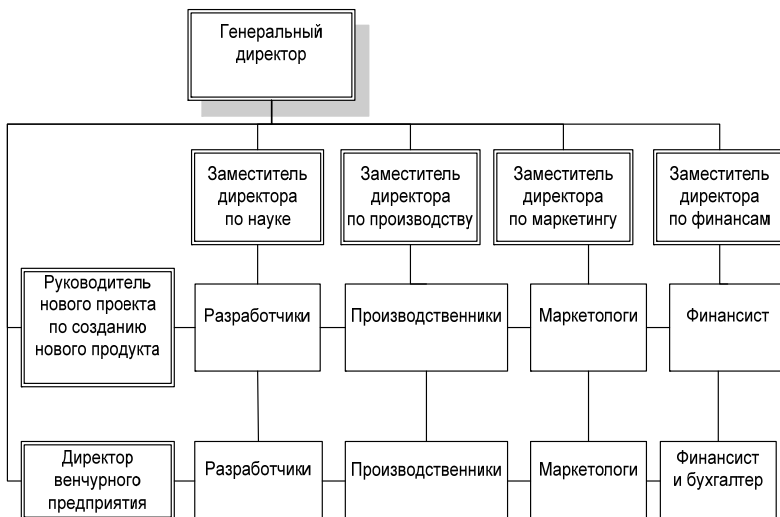 Генеральный
директор
Заместитель
директора
по науке
Заместитель
директора
по производству
Заместитель
директора
по маркетингу
Заместитель
директора
по финансам
Руководитель
нового проекта
по созданию
нового продукта
Разработчики
Производственники
Маркетологи
Финансист
Директор
венчурного
предприятия
Разработчики
Производственники
Маркетологи
Финансист
и бухгалтер